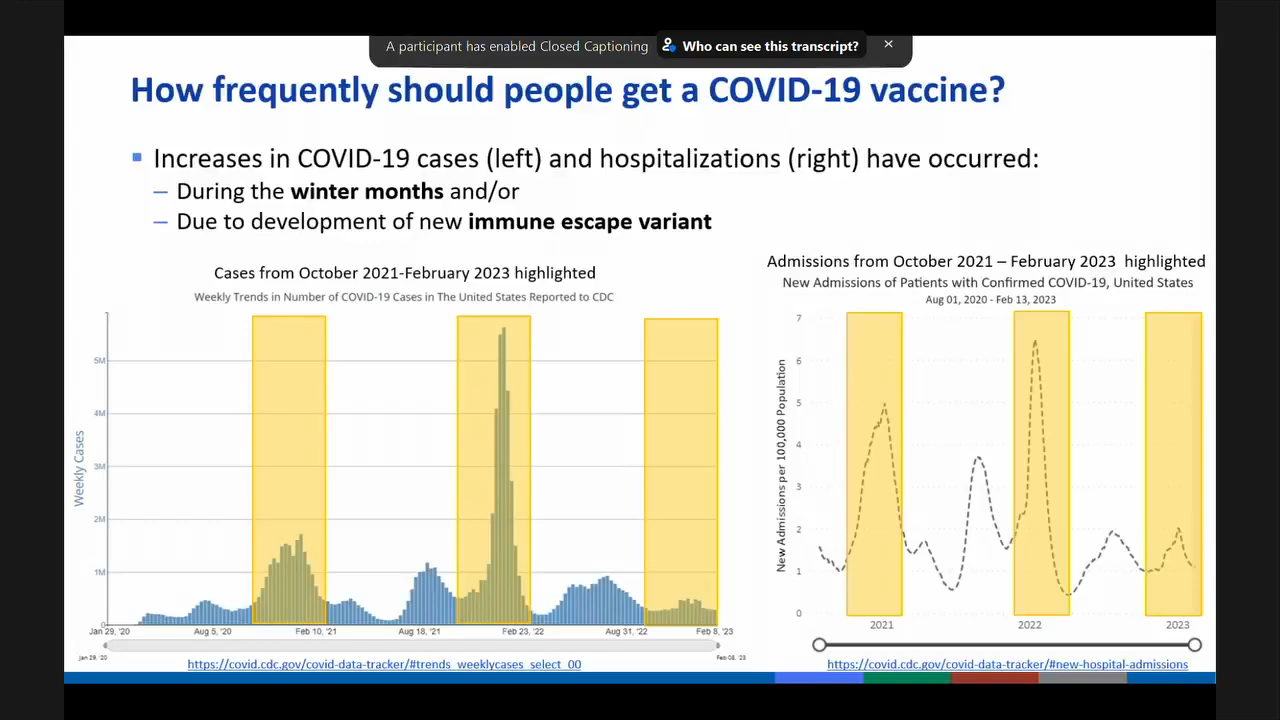 A participant has enabled Closed Captioning Who can see this transcript? ×
How frequently should people get a COVID-19 vaccine?
Increases in COVID-19 cases (left) and hospitalizations (right) have occurred:
– During the winter months and/or
– Due to development of new immune escape variant
Cases from October 2021-February 2023 highlighted
Weekly Trends in Number of COVID-19 Cases in The United States Reported to CDC
Weekly Cases
5M
4M
3M
2M
1M
0
Jan 29, '20 Aug 5, '20 Feb 10, '21 Aug 18, '21 Feb 23, '22 Aug 31, '22 Feb 8, '23
Jan 29, '20 Feb 08, '23
https://covid.cdc.gov/covid-data-tracker/#trends_weeklycases_select_00
Admissions from October 2021 – February 2023 highlighted
New Admissions of Patients with Confirmed COVID-19, United States
Aug 01, 2020 - Feb 13, 2023
New Admissions per 100,000 Population
7
6
5
4
3
2
1
0
2021 2022 2023
https://covid.cdc.gov/covid-data-tracker/#new-hospital-admissions